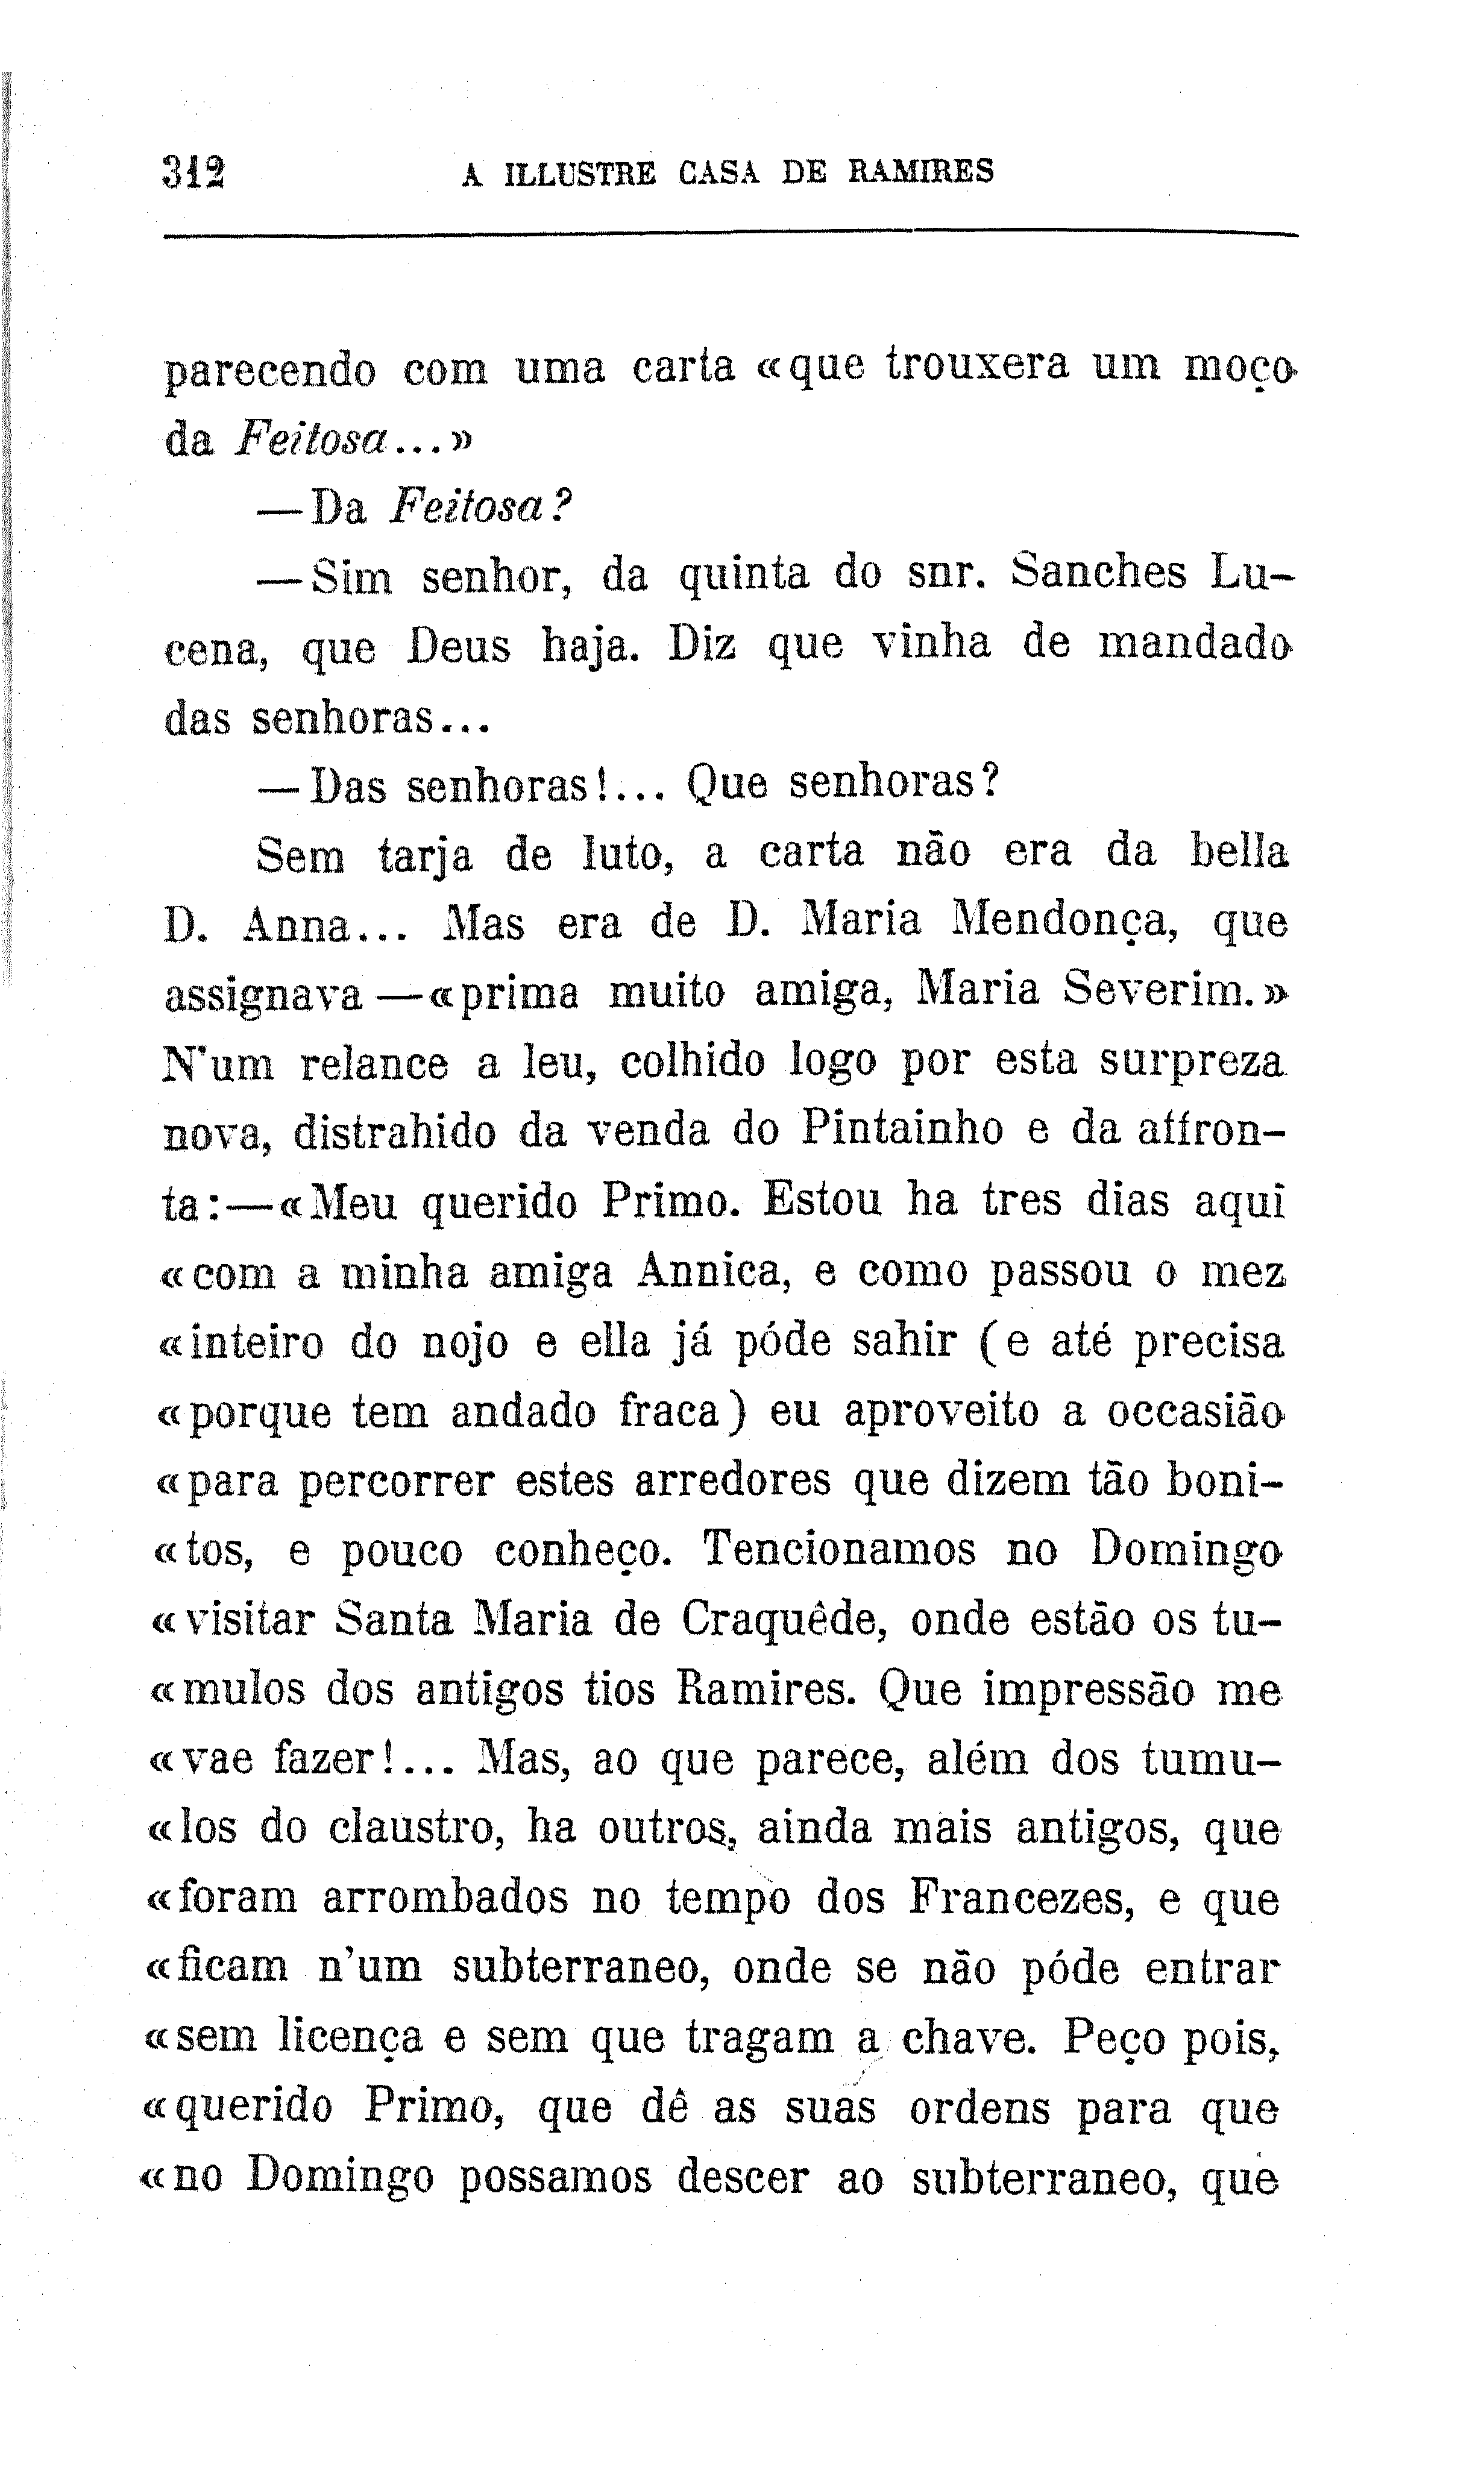 312 A ILLUSTRE CASA DE RAMIRES
parecendo com uma carta «que trouxera um moço
da Feitosa...»
—Da Feitosa?
—Sim senhor, da quinta do snr. Sanches Lu-
cena, que Deus haja. Diz que vinha de mandado
das senhoras...
—Das senhoras!... Que senhoras?
Sem tarja de luto, a carta não era da bella
D. Anna... Mas era de D. Maria Mendonça, que
assignava—«prima muito amiga, Maria Severim.»
N'um relance a leu, colhido logo por esta surpreza
nova, distrahido da venda do Pintainho e da affron-
ta:—«Meu querido Primo. Estou ha tres dias aqui
«com a minha amiga Annica, e como passou o mez
«inteiro do nojo e ella já póde sahir (e até precisa
«porque tem andado fraca) eu aproveito a occasião
«para percorrer estes arredores que dizem tão boni-
«tos, e pouco conheço. Tencionamos no Domingo
«visitar Santa Maria de Craquêde, onde estão os tu-
«mulos dos antigos tios Ramires. Que impressão me
«vae fazer!... Mas, ao que parece, além dos tumu-
«los do claustro, ha outros, ainda mais antigos, que
«foram arrombados no tempo dos Francezes, e que
«ficam n'um subterraneo, onde se não póde entrar
«sem licença e sem que tragam a chave. Peço pois,
«querido Primo, que dê as suas ordens para que
«no Domingo possamos descer ao subterraneo, que